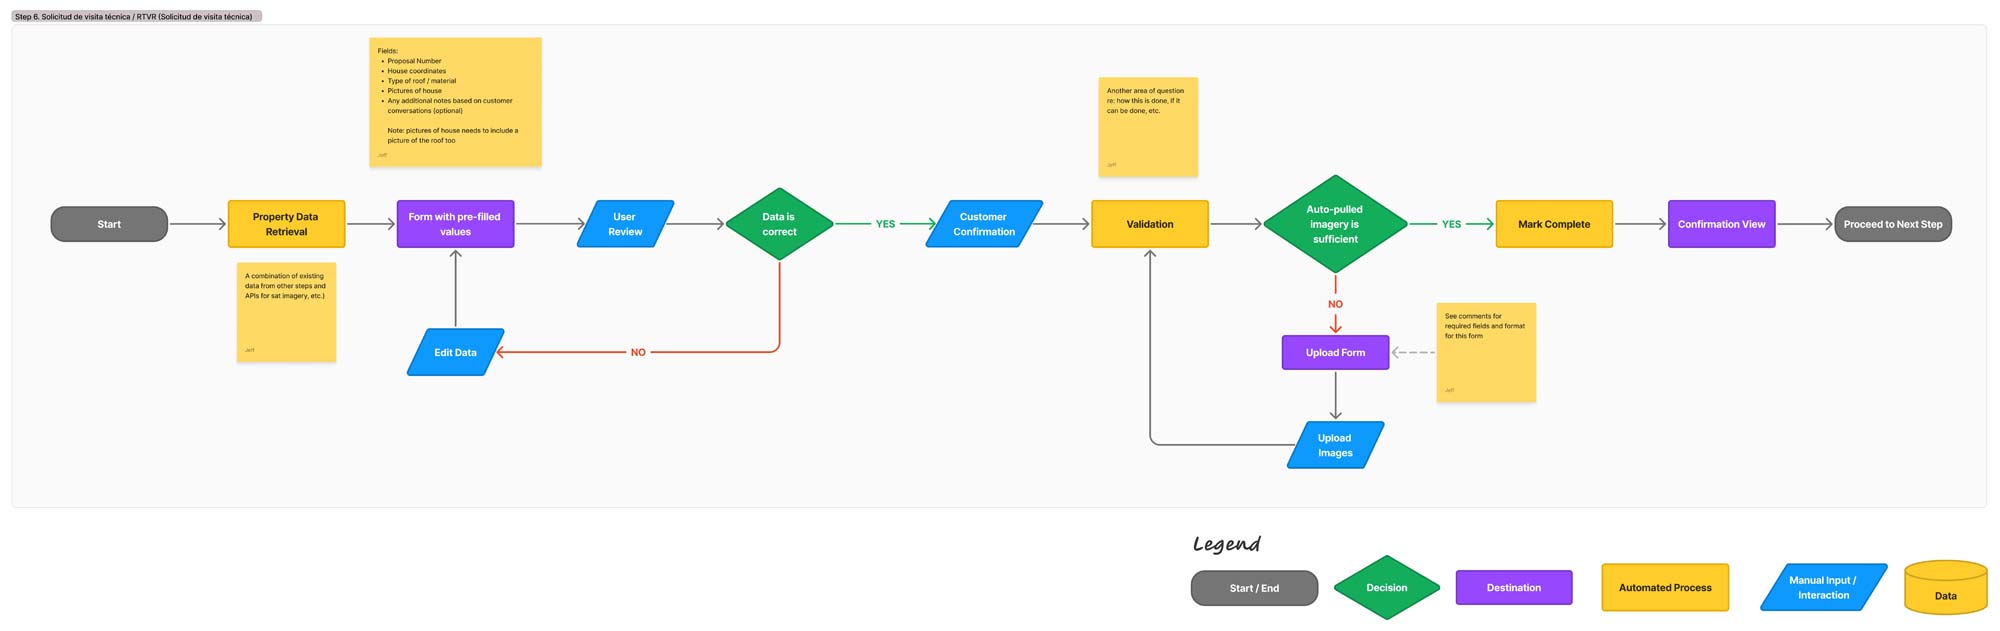 Step 6. Solicitud de visita técnica / RTVR (Solicitud de visita técnica)
Fields:
• Proposal Number
• House coordinates
• Type of roof / material
• Pictures of house
• Any additional notes based on customer
conversations (optional)
Note: pictures of house needs to include a
picture of the roof too
Jeff
Another area of question
re: how this is done, if it
can be done, etc.
Jeff
Start
Property Data
Retrieval
Form with pre-filled
values
User
Review
Data is
correct
YES
Customer
Confirmation
Validation
Auto-pulled
imagery is
sufficient
YES
Mark Complete
Confirmation View
Proceed to Next Step
A combination of existing
data from other steps and
APIs for sat imagery, etc.)
Jeff
Edit Data
NO
NO
Upload Form
See comments for
required fields and format
for this form
Jeff
Upload
Images
Legend
Start / End
Decision
Destination
Automated Process
Manual Input /
Interaction
Data